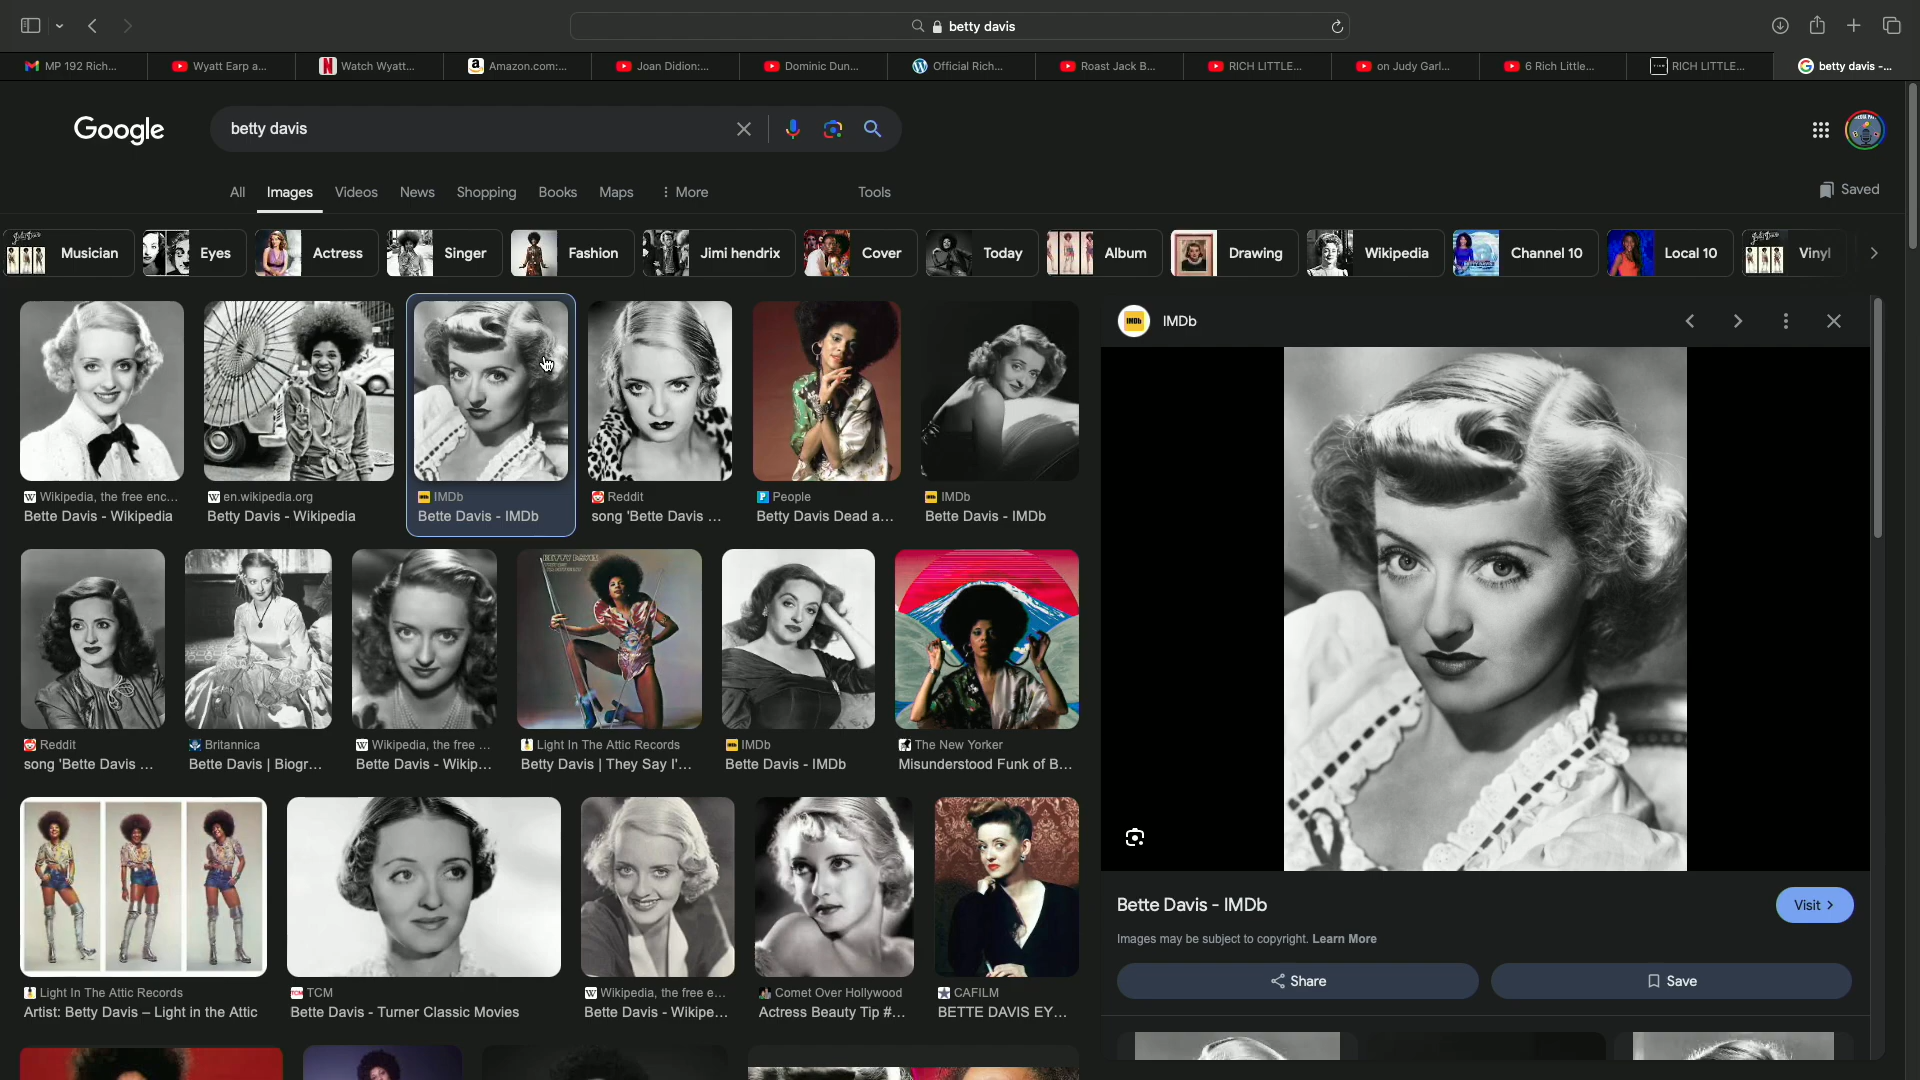 betty davis
MP 192 Rich...
Wyatt Earp a...
Watch Wyatt...
Amazon.com:...
Joan Didion:...
Dominic Dun...
Official Rich...
Roast Jack B...
RICH LITTLE...
on Judy Garl...
6 Rich Little...
RICH LITTLE...
betty davis -...
Google
betty davis
All
Images
Videos
News
Shopping
Books
Maps
More
Tools
Saved
Musician
Eyes
Actress
Singer
Fashion
Jimi hendrix
Cover
Today
Album
Drawing
Wikipedia
Channel 10
Local 10
Vinyl
Wikipedia, the free enc...
Bette Davis - Wikipedia
en.wikipedia.org
Betty Davis - Wikipedia
IMDb
Bette Davis - IMDb
Reddit
song 'Bette Davis ...
People
Betty Davis Dead a...
IMDb
Bette Davis - IMDb
Reddit
song 'Bette Davis ...
Britannica
Bette Davis | Biogr...
Wikipedia, the free ...
Bette Davis - Wikip...
BETTY DAVIS
Light In The Attic Records
Betty Davis | They Say I'...
IMDb
Bette Davis - IMDb
The New Yorker
Misunderstood Funk of B...
Light In The Attic Records
Artist: Betty Davis – Light in the Attic
TCM
Bette Davis - Turner Classic Movies
Wikipedia, the free e...
Bette Davis - Wikipe...
Comet Over Hollywood
Actress Beauty Tip #...
CAFILM
BETTE DAVIS EY...
IMDb
IMDb
Bette Davis - IMDb
Visit
Images may be subject to copyright. Learn More
Share
Save